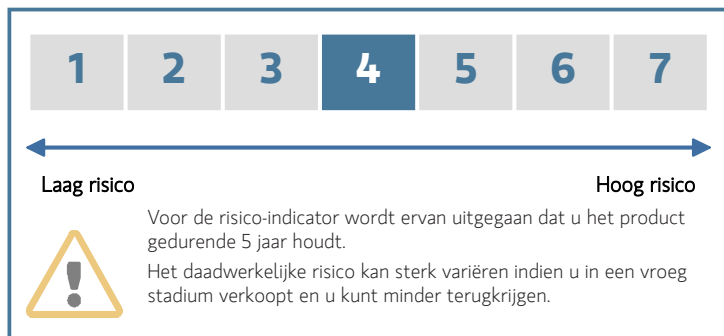 1 2 3 4 5 6 7
Laag risico Hoog risico
Voor de risico-indicator wordt ervan uitgegaan dat u het product
gedurende 5 jaar houdt.
Het daadwerkelijke risico kan sterk variëren indien u in een vroeg
stadium verkoopt en u kunt minder terugkrijgen.